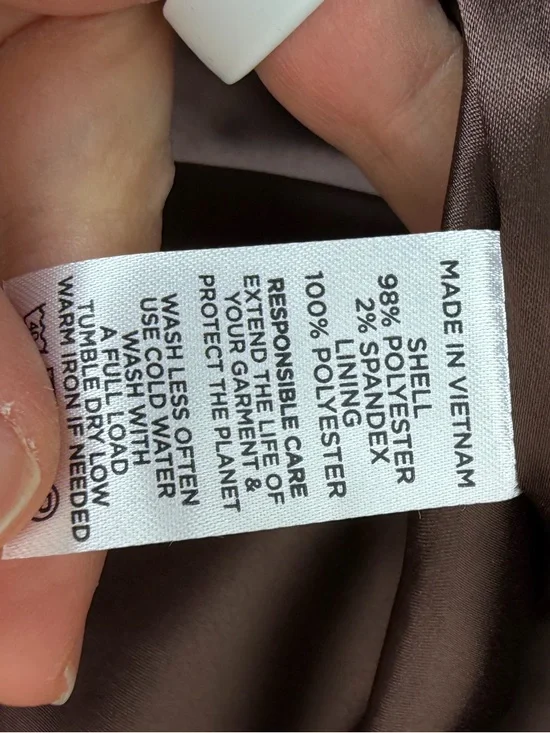 MADE IN VIETNAM
SHELL
98% POLYESTER
2% SPANDEX
LINING
100% POLYESTER
RESPONSIBLE CARE
EXTEND THE LIFE OF
YOUR GARMENT &
PROTECT THE PLANET
WASH LESS OFTEN
USE COLD WATER
WASH WITH
A FULL LOAD
TUMBLE DRY LOW
WARM IRON IF NEEDED
40